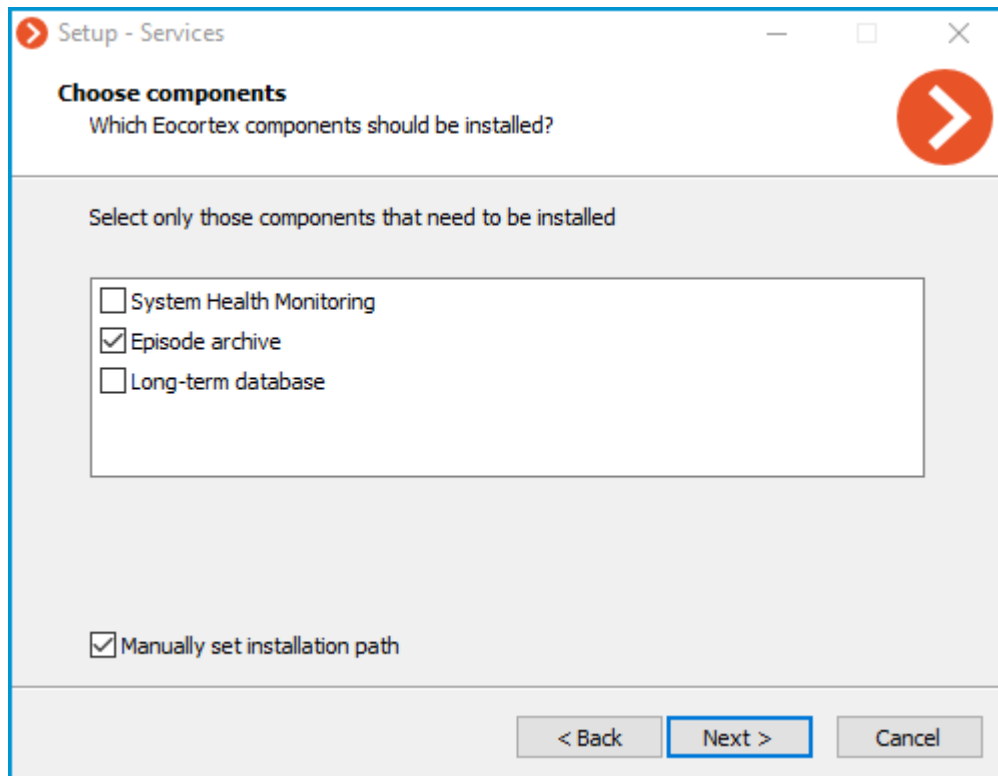 Setup - Services
Choose components
Which Eocortex components should be installed?
Select only those components that need to be installed
System Health Monitoring
Episode archive
Long-term database
Manually set installation path
< Back Next > Cancel